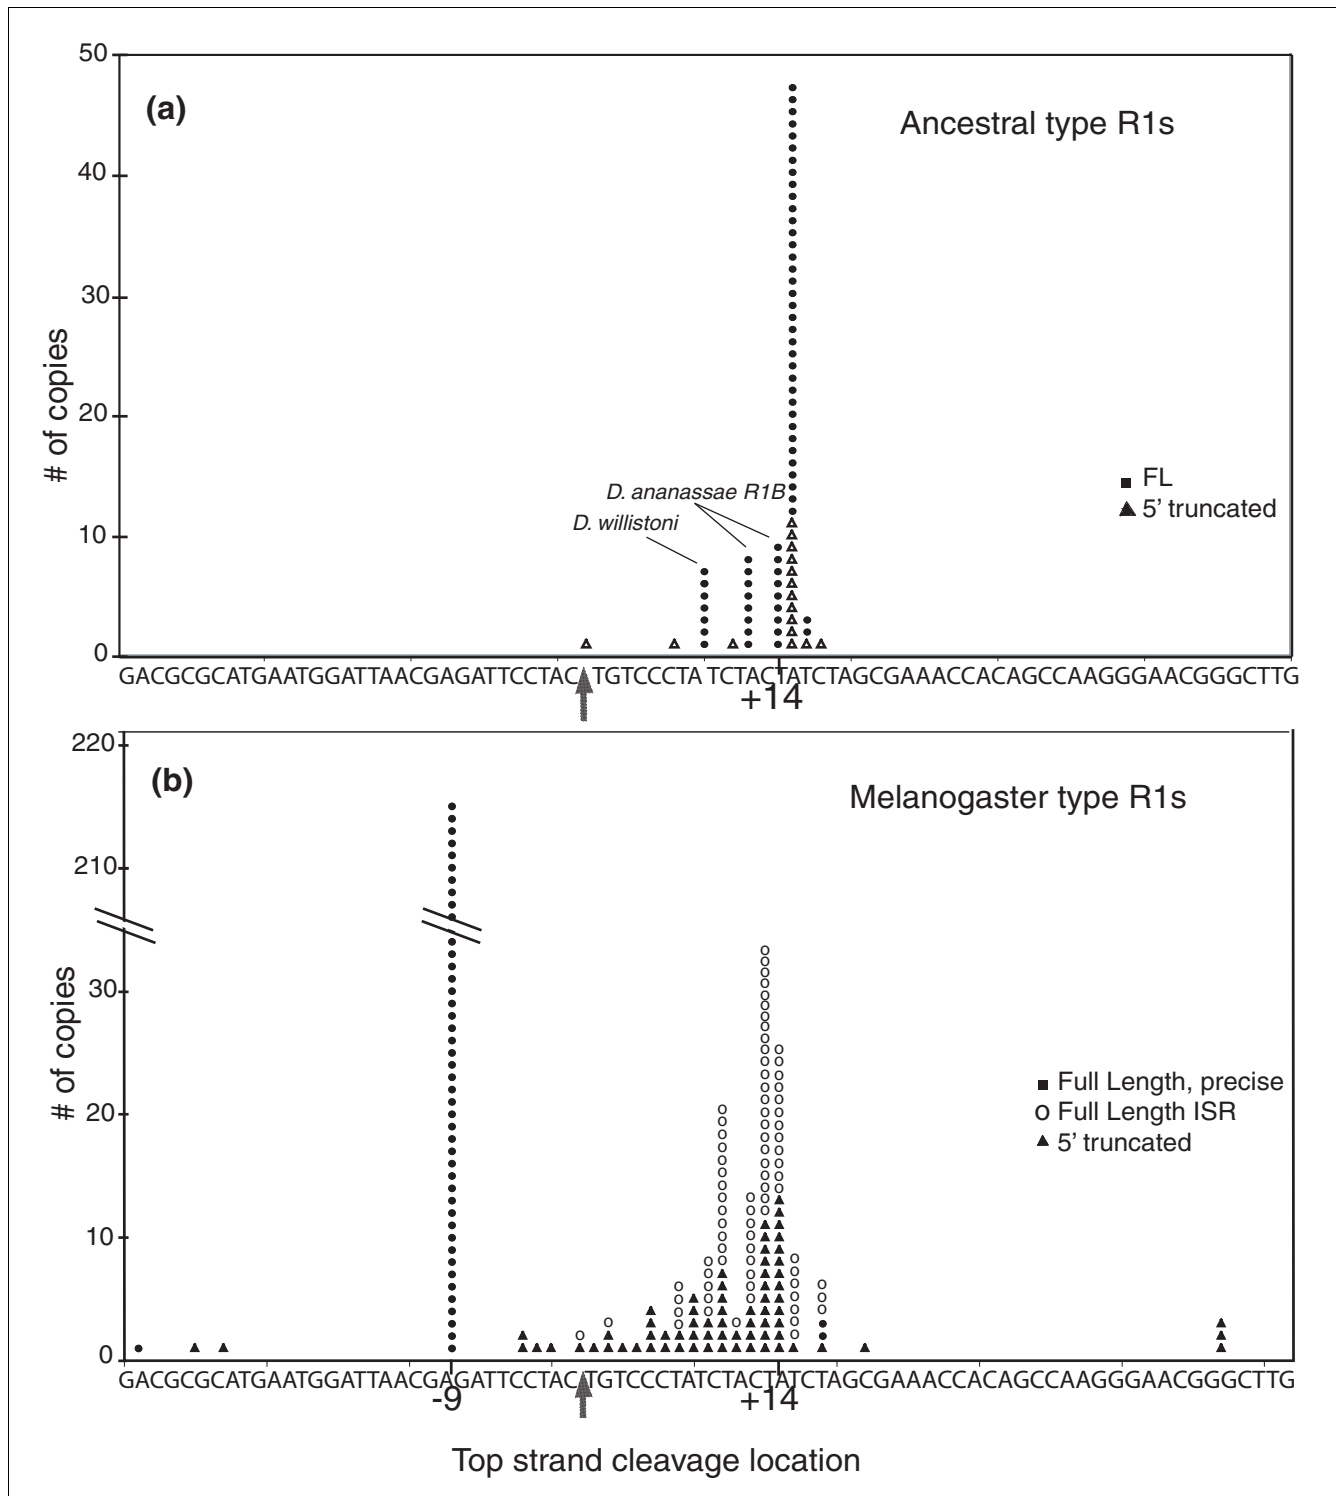 50
(a)
Ancestral type R1s
40
30
# of copies
20
FL
D. ananassae R1B
5' truncated
D. willistoni
10
0
GACGCGCATGAATGGATTAACGAGATTCCTACATGTCCCTATCTACTATCTAGCGAAACCACAGCCAAGGGAACGGGCTTG
+14
220
(b)
Melanogaster type R1s
210
# of copies
30
Full Length, precise
o Full Length ISR
20
5' truncated
10
0
GACGCGCATGAATGGATTAACGAGATTCCTACATGTCCCTATCTACTATCTAGCGAAACCACAGCCAAGGGAACGGGCTTG
-9
+14
Top strand cleavage location